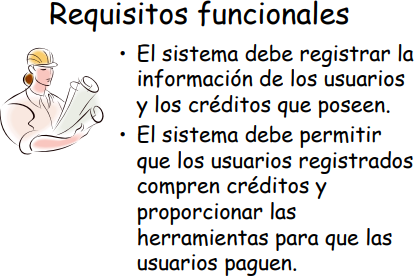 Requisitos funcionales
• El sistema debe registrar la
información de los usuarios
y los créditos que poseen.
• El sistema debe permitir
que los usuarios registrados
compren créditos y
proporcionar las
herramientas para que las
usuarios paguen.